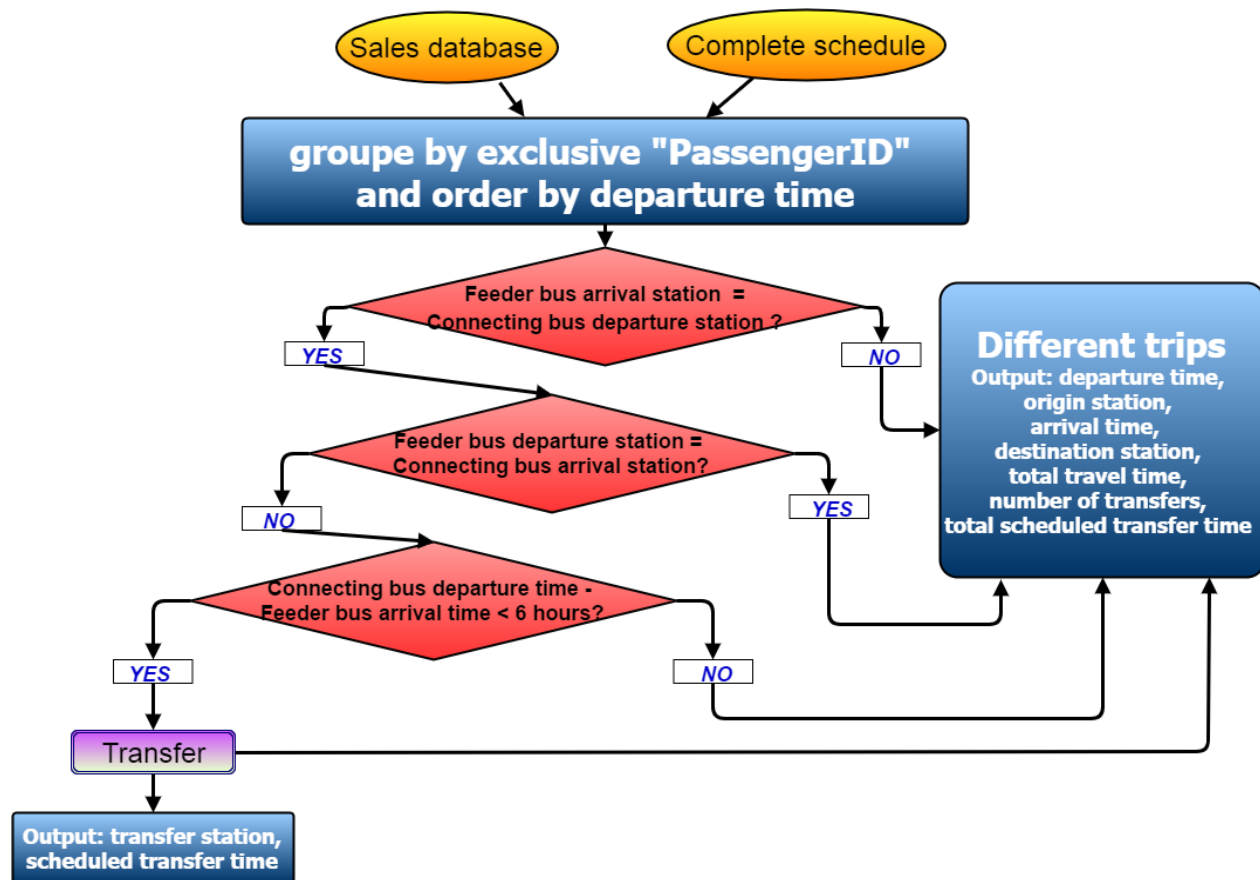 Sales database
Complete schedule
groupe by exclusive "PassengerID"
and order by departure time
Feeder bus arrival station  =
Connecting bus departure station ?
YES
NO
Different trips
Output: departure time,
origin station,
arrival time,
destination station,
total travel time,
number of transfers,
total scheduled transfer time
Feeder bus departure station =
Connecting bus arrival station?
NO
YES
Connecting bus departure time -
Feeder bus arrival time < 6 hours?
YES
NO
Transfer
Output: transfer station,
scheduled transfer time